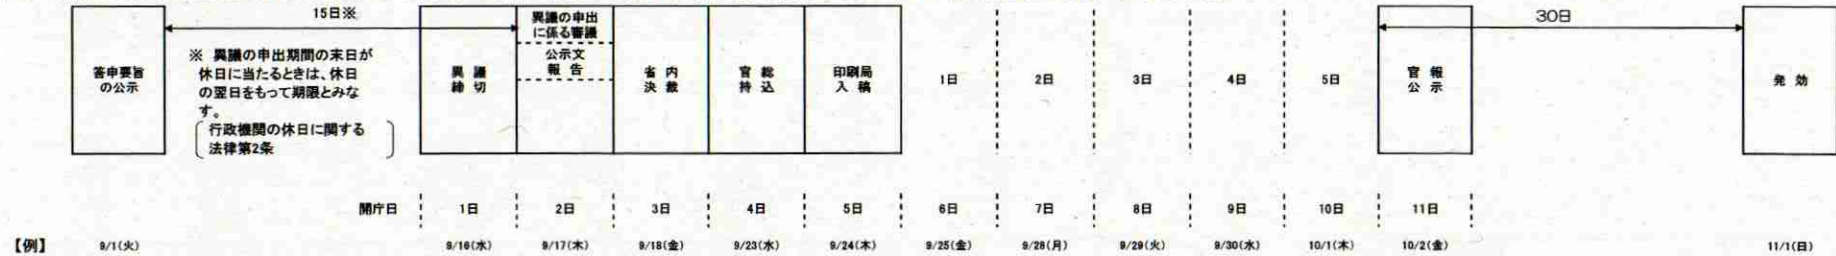 15日※
30日
答申要旨
の公示
※ 異議の申出期間の末日が
休日に当たるときは、休日
の翌日をもって期限とみな
す。
行政機関の休日に関する
法律第2条
異 議
締 切
異議の申出
に係る審議
公示文
報 告
省 内
決 裁
官 総
持 込
印刷局
入 稿
1日
2日
3日
4日
5日
官 報
公 示
発 効
開庁日 1日 2日 3日 4日 5日 6日 7日 8日 9日 10日 11日
【例】 9/1(火) 9/16(水) 9/17(木) 9/18(金) 9/23(水) 9/24(木) 9/25(金) 9/28(月) 9/29(火) 9/30(水) 10/1(木) 10/2(金) 11/1(日)